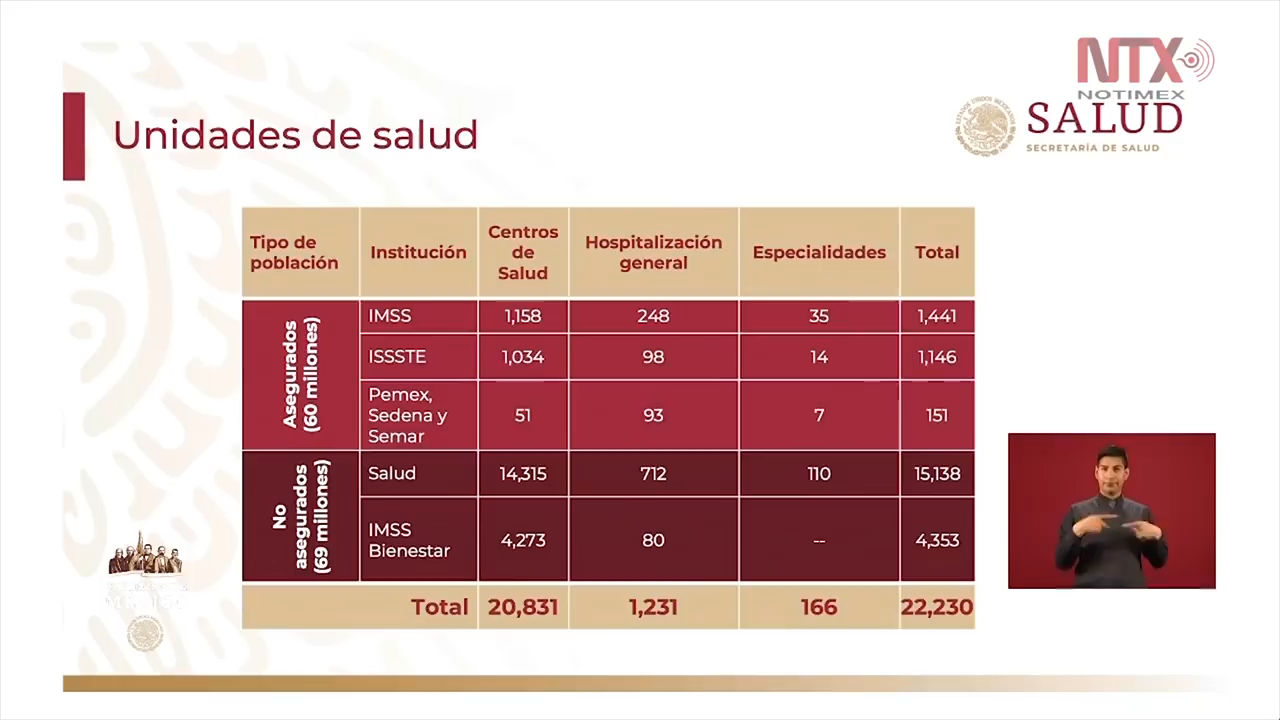 NTX
NOTIMEX
SALUD
SECRETARÍA DE SALUD
Unidades de salud
Tipo de población
Institución
Centros de Salud
Hospitalización general
Especialidades
Total
Asegurados (60 millones)
IMSS
1,158
248
35
1,441
ISSSTE
1,034
98
14
1,146
Pemex, Sedena y Semar
51
93
7
151
No asegurados (69 millones)
Salud
14,315
712
110
15,138
IMSS Bienestar
4,273
80
--
4,353
Total
20,831
1,231
166
22,230